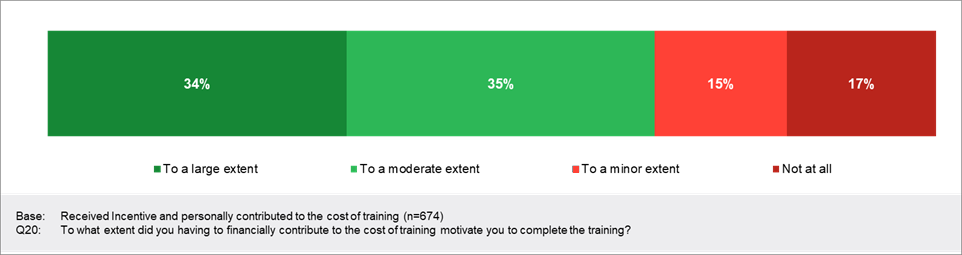 34% 35% 15% 17%
To a large extent To a moderate extent To a minor extent Not at all
Base: Received Incentive and personally contributed to the cost of training (n=674)
Q20: To what extent did you having to financially contribute to the cost of training motivate you to complete the training?